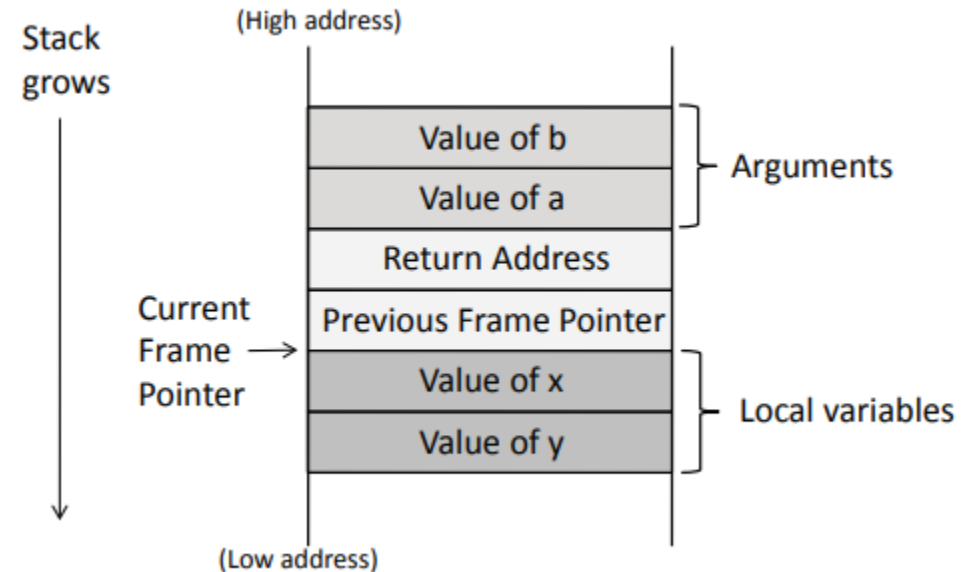 (High address)
Stack
grows
Value of b
Value of a
Arguments
Return Address
Previous Frame Pointer
Current
Frame
Pointer
Value of x
Value of y
Local variables
(Low address)